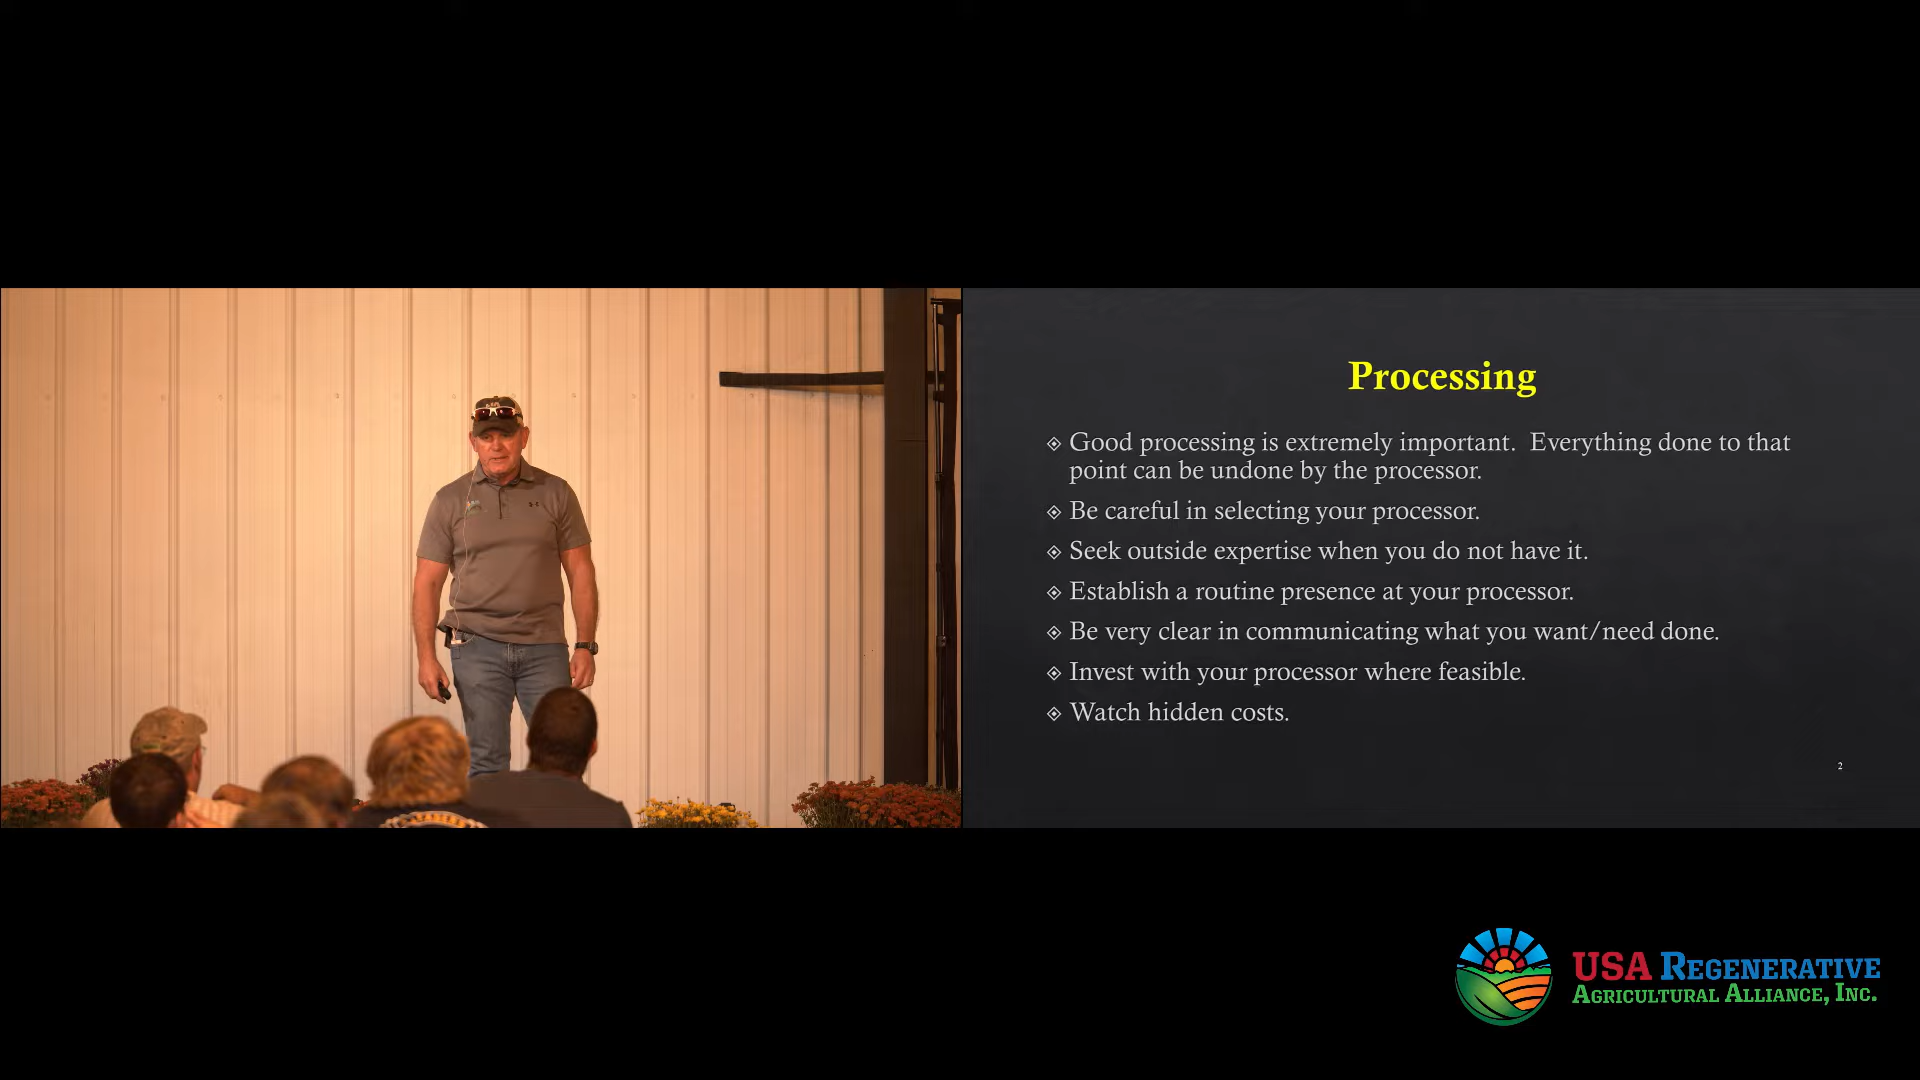 Processing
Good processing is extremely important.  Everything done to that
point can be undone by the processor.
Be careful in selecting your processor.
Seek outside expertise when you do not have it.
Establish a routine presence at your processor.
Be very clear in communicating what you want/need done.
Invest with your processor where feasible.
Watch hidden costs.
2
USA REGENERATIVE
AGRICULTURAL ALLIANCE, INC.